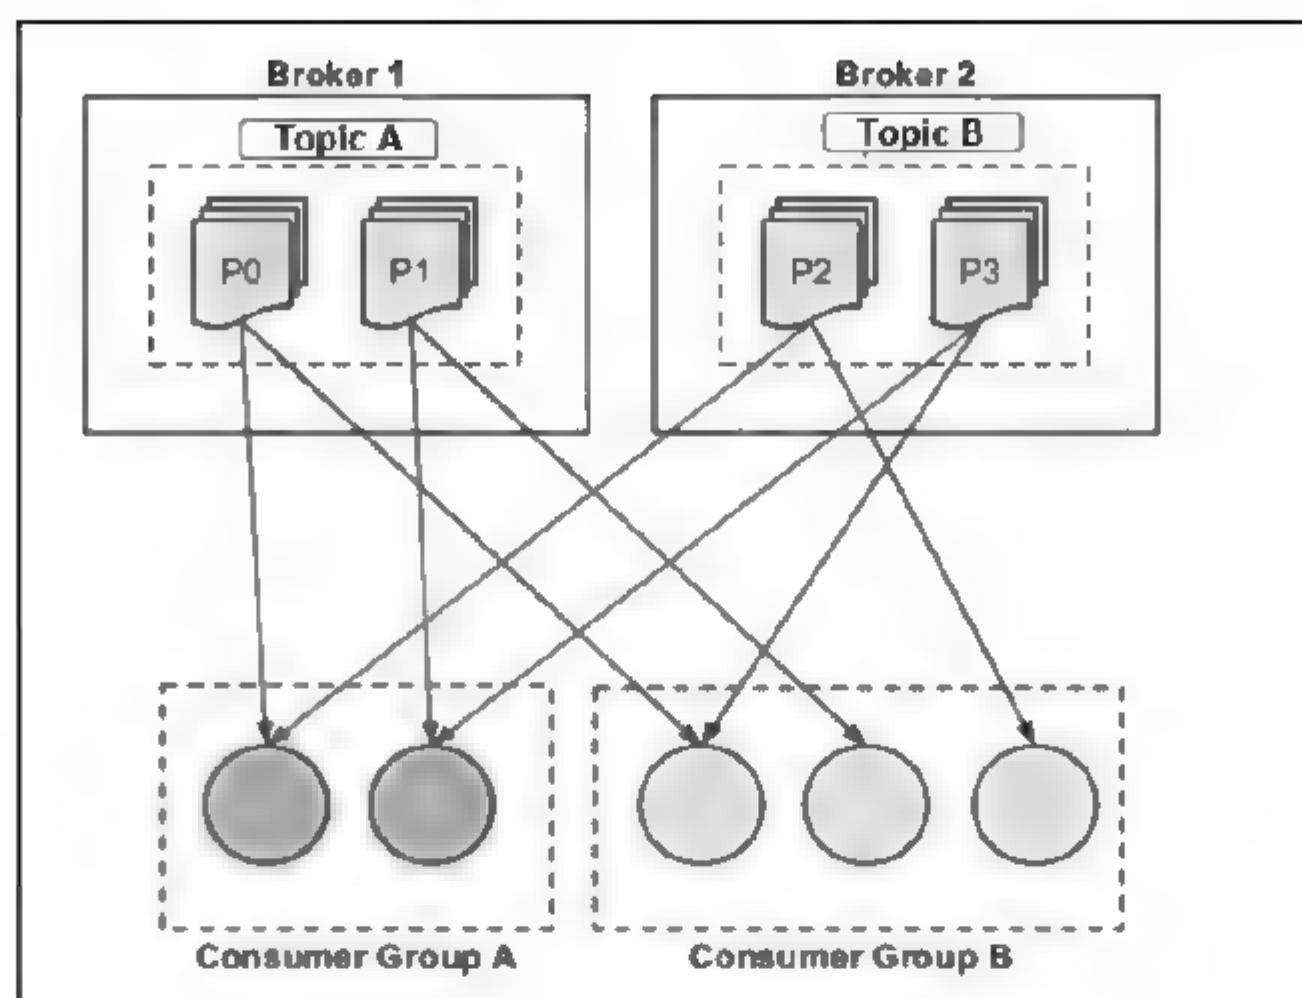 Broker 1
Broker 2
Topic A
Topic B
P0
P1
P2
P3
Consumer Group A
Consumer Group B